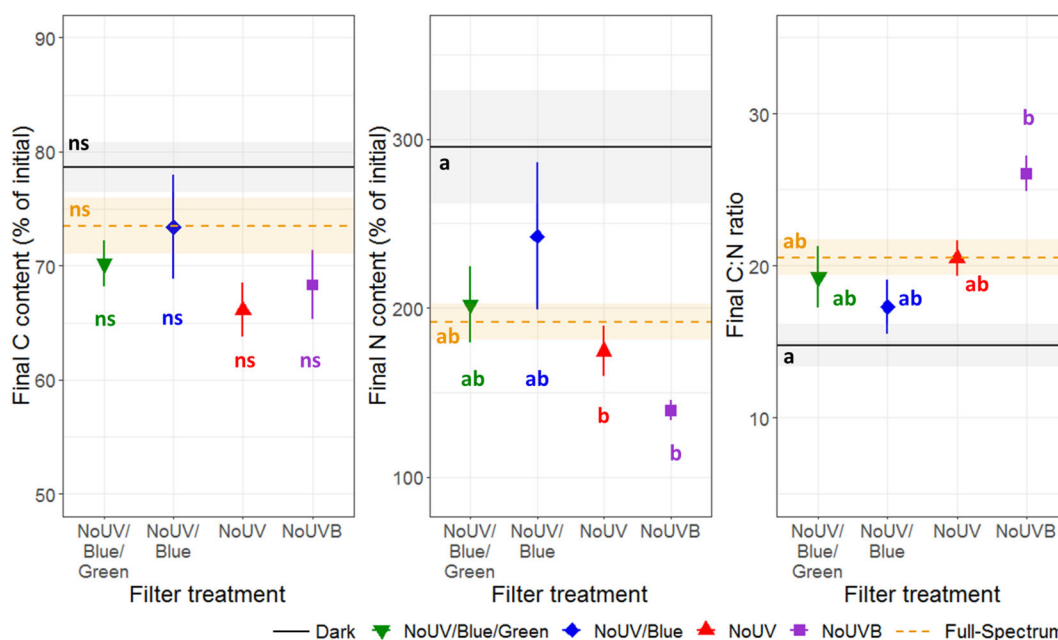 Final C content (% of initial)
90
80
70
60
50
ns
ns
ns
ns
ns
ns
NoUV/
Blue/
Green
NoUV/
Blue
NoUV
NoUVB
Filter treatment
Final N content (% of initial)
300
200
100
a
ab
ab
ab
b
b
NoUV/
Blue/
Green
NoUV/
Blue
NoUV
NoUVB
Filter treatment
Final C:N ratio
30
20
10
b
ab
ab
ab
ab
a
NoUV/
Blue/
Green
NoUV/
Blue
NoUV
NoUVB
Filter treatment
Dark NoUV/Blue/Green NoUV/Blue NoUV NoUVB Full-Spectrum